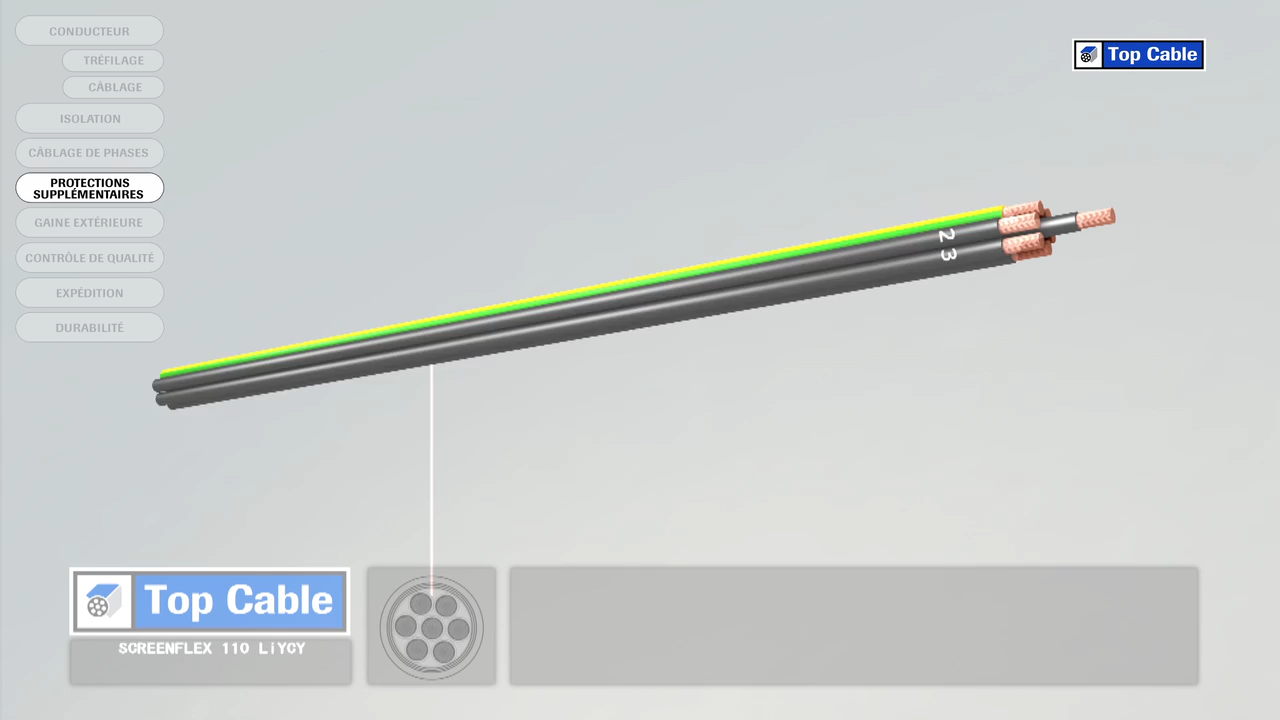 CONDUCTEUR
TRÉFILAGE
CÂBLAGE
ISOLATION
CÂBLAGE DE PHASES
PROTECTIONS
SUPPLÉMENTAIRES
GAINE EXTÉRIEURE
CONTRÔLE DE QUALITÉ
EXPÉDITION
DURABILITÉ
Top Cable
2
3
Top Cable
SCREENFLEX 110 LiYCY